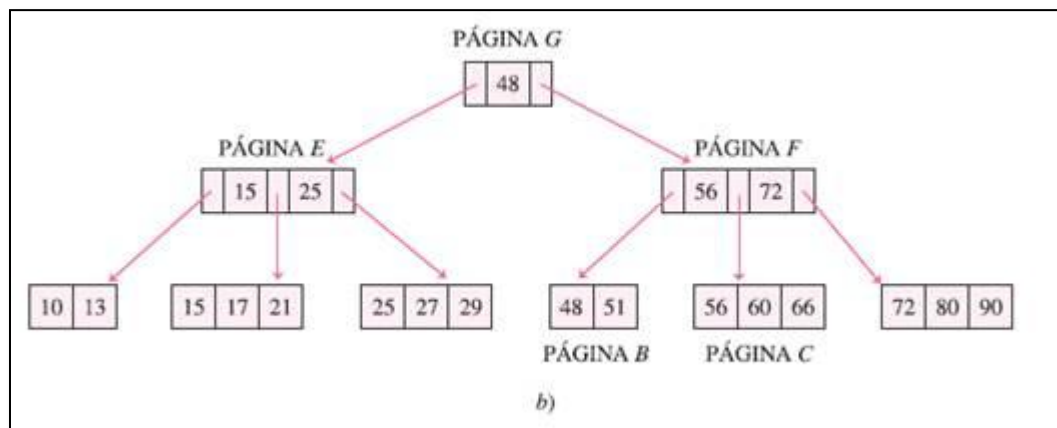 PÁGINA G
48
PÁGINA E
PÁGINA F
15 25
56 72
10 13
15 17 21
25 27 29
48 51
56 60 66
72 80 90
PÁGINA B
PÁGINA C
b)